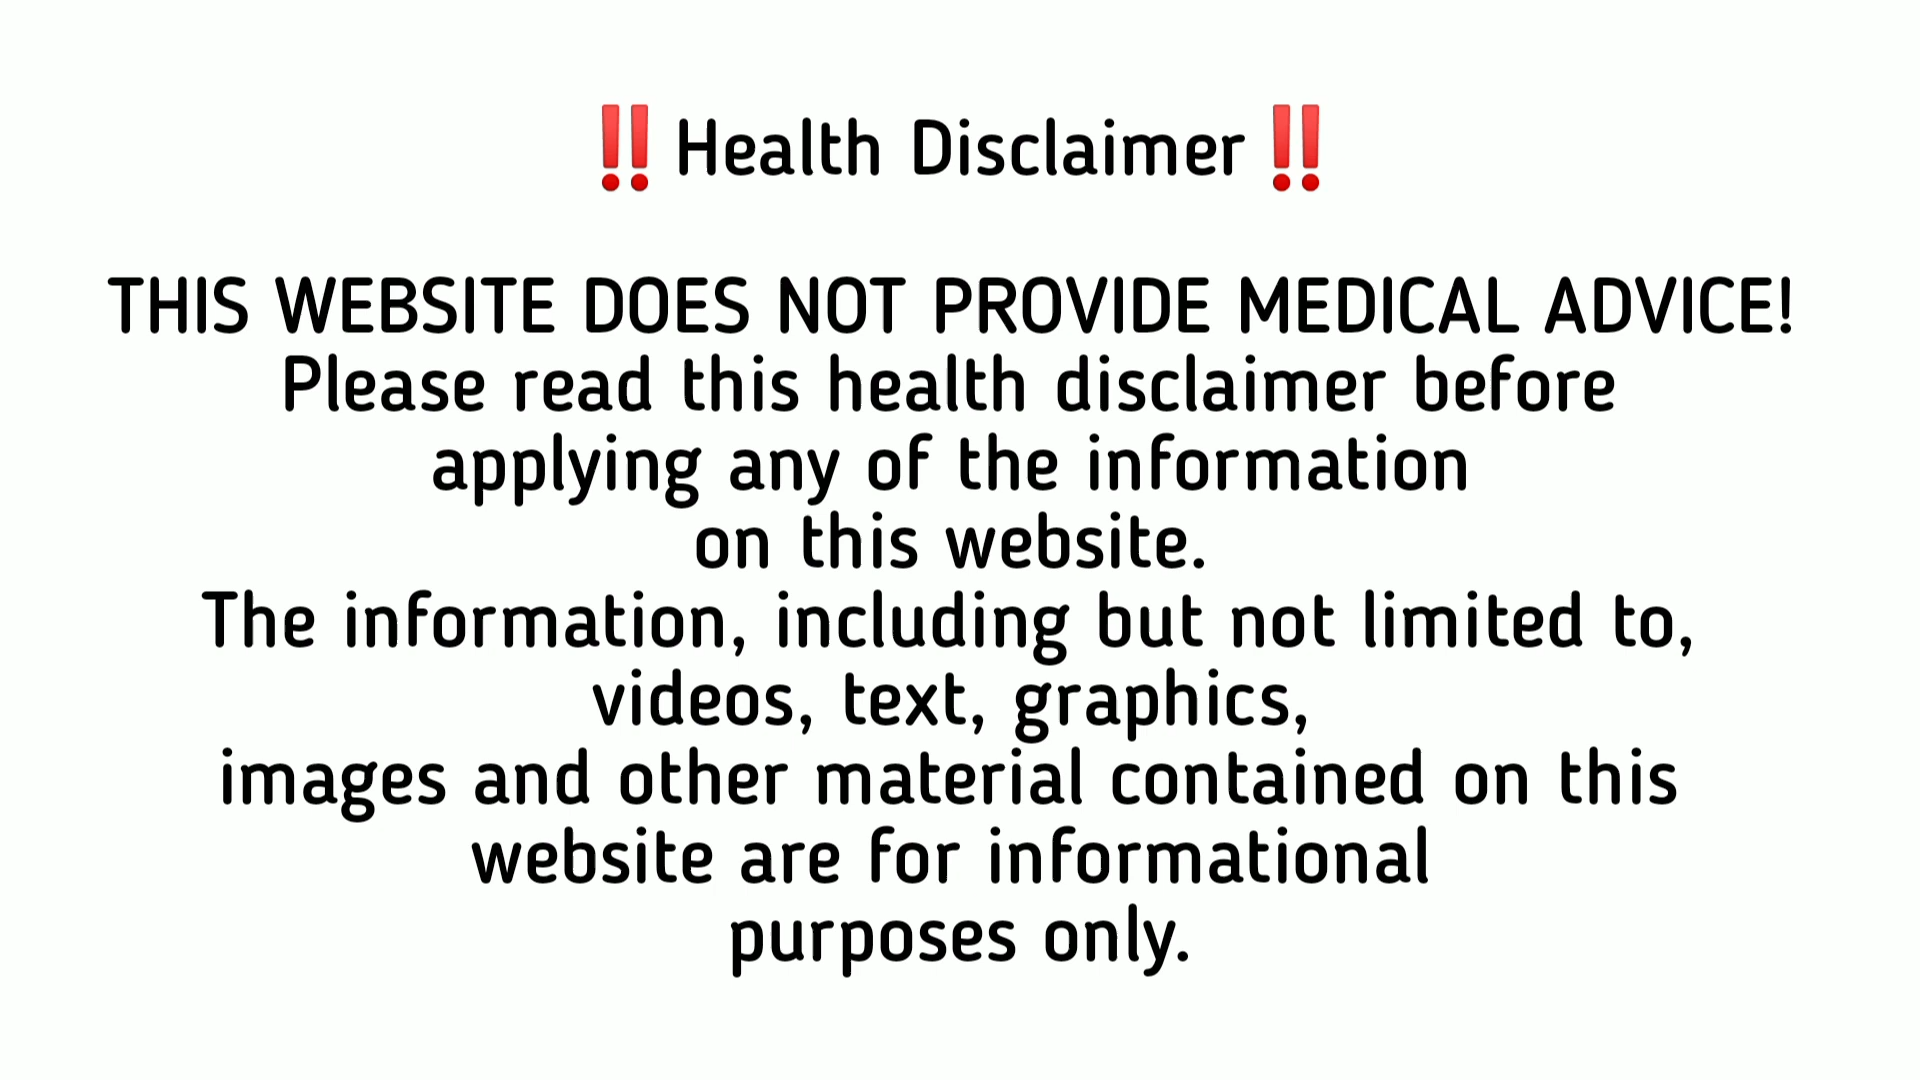 ‼Health Disclaimer‼
THIS WEBSITE DOES NOT PROVIDE MEDICAL ADVICE!
Please read this health disclaimer before
applying any of the information
on this website.
The information, including but not limited to,
videos, text, graphics,
images and other material contained on this
website are for informational
purposes only.